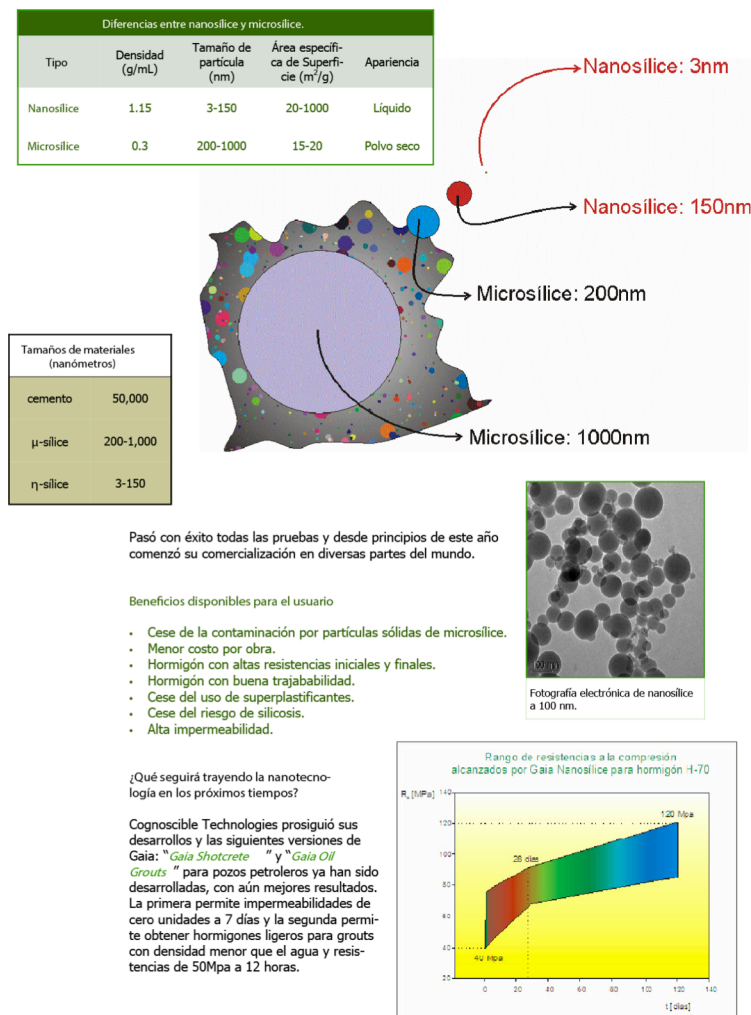 Diferencias entre nanosílice y microsílice.
Tipo
Densidad
(g/mL)
Tamaño de
partícula
(nm)
Área específi-
ca de Superfi-
cie (m²/g)
Apariencia
Nanosílice 1.15 3-150 20-1000 Líquido
Microsílice 0.3 200-1000 15-20 Polvo seco
Nanosílice: 3nm
Nanosílice: 150nm
Microsílice: 200nm
Microsílice: 1000nm
Tamaños de materiales
(nanómetros)
cemento 50,000
μ-sílice 200-1,000
η-sílice 3-150
Pasó con éxito todas las pruebas y desde principios de este año
comenzó su comercialización en diversas partes del mundo.
Beneficios disponibles para el usuario
• Cese de la contaminación por partículas sólidas de microsílice.
• Menor costo por obra.
• Hormigón con altas resistencias iniciales y finales.
• Hormigón con buena trajababilidad.
• Cese del uso de superplastificantes.
• Cese del riesgo de silicosis.
• Alta impermeabilidad.
100 nm
Fotografía electrónica de nanosílice
a 100 nm.
¿Qué seguirá trayendo la nanotecno-
logía en los próximos tiempos?
Cognoscible Technologies prosiguió sus
desarrollos y las siguientes versiones de
Gaia: “Gaia Shotcrete ” y “Gaia Oil
Grouts ” para pozos petroleros ya han sido
desarrolladas, con aún mejores resultados.
La primera permite impermeabilidades de
cero unidades a 7 días y la segunda permi-
te obtener hormigones ligeros para grouts
con densidad menor que el agua y resis-
tencias de 50Mpa a 12 horas.
Rango de resistencias a la compresión
alcanzados por Gaia Nanosílice para hormigón H-70
[MPa]
140
120
100
80
60
40
20
120 Mpa
28 días
40 Mpa
0 20 40 60 80 100 120 140
t [días]